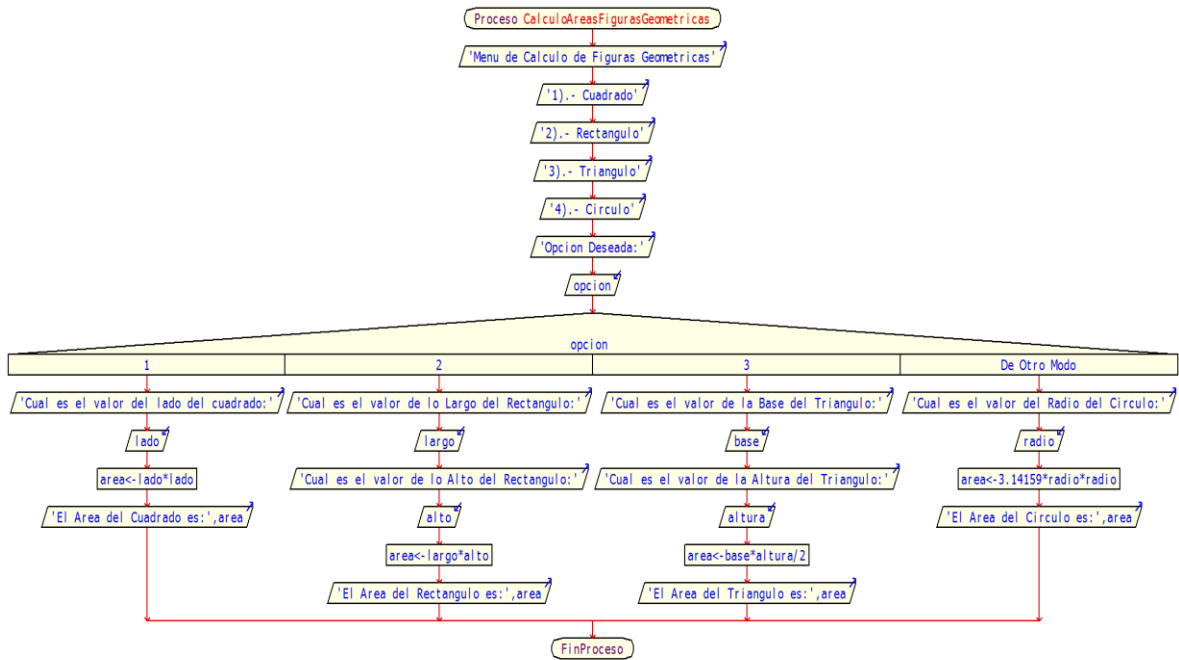 Proceso CalculoAreasFigurasGeometricas
'Menu de Calculo de Figuras Geometricas'
'1).- Cuadrado'
'2).- Rectangulo'
'3).- Triangulo'
'4).- Circulo'
'Opcion Deseada:'
opcion
opcion
1
2
3
De Otro Modo
'Cual es el valor del lado del cuadrado:'
lado
area<-lado*lado
'El Area del Cuadrado es:',area
'Cual es el valor de lo Largo del Rectangulo:'
largo
'Cual es el valor de lo Alto del Rectangulo:'
alto
area<-largo*alto
'El Area del Rectangulo es:',area
'Cual es el valor de la Base del Triangulo:'
base
'Cual es el valor de la Altura del Triangulo:'
altura
area<-base*altura/2
'El Area del Triangulo es:',area
'Cual es el valor del Radio del Circulo:'
radio
area<-3.14159*radio*radio
'El Area del Circulo es:',area
FinProceso